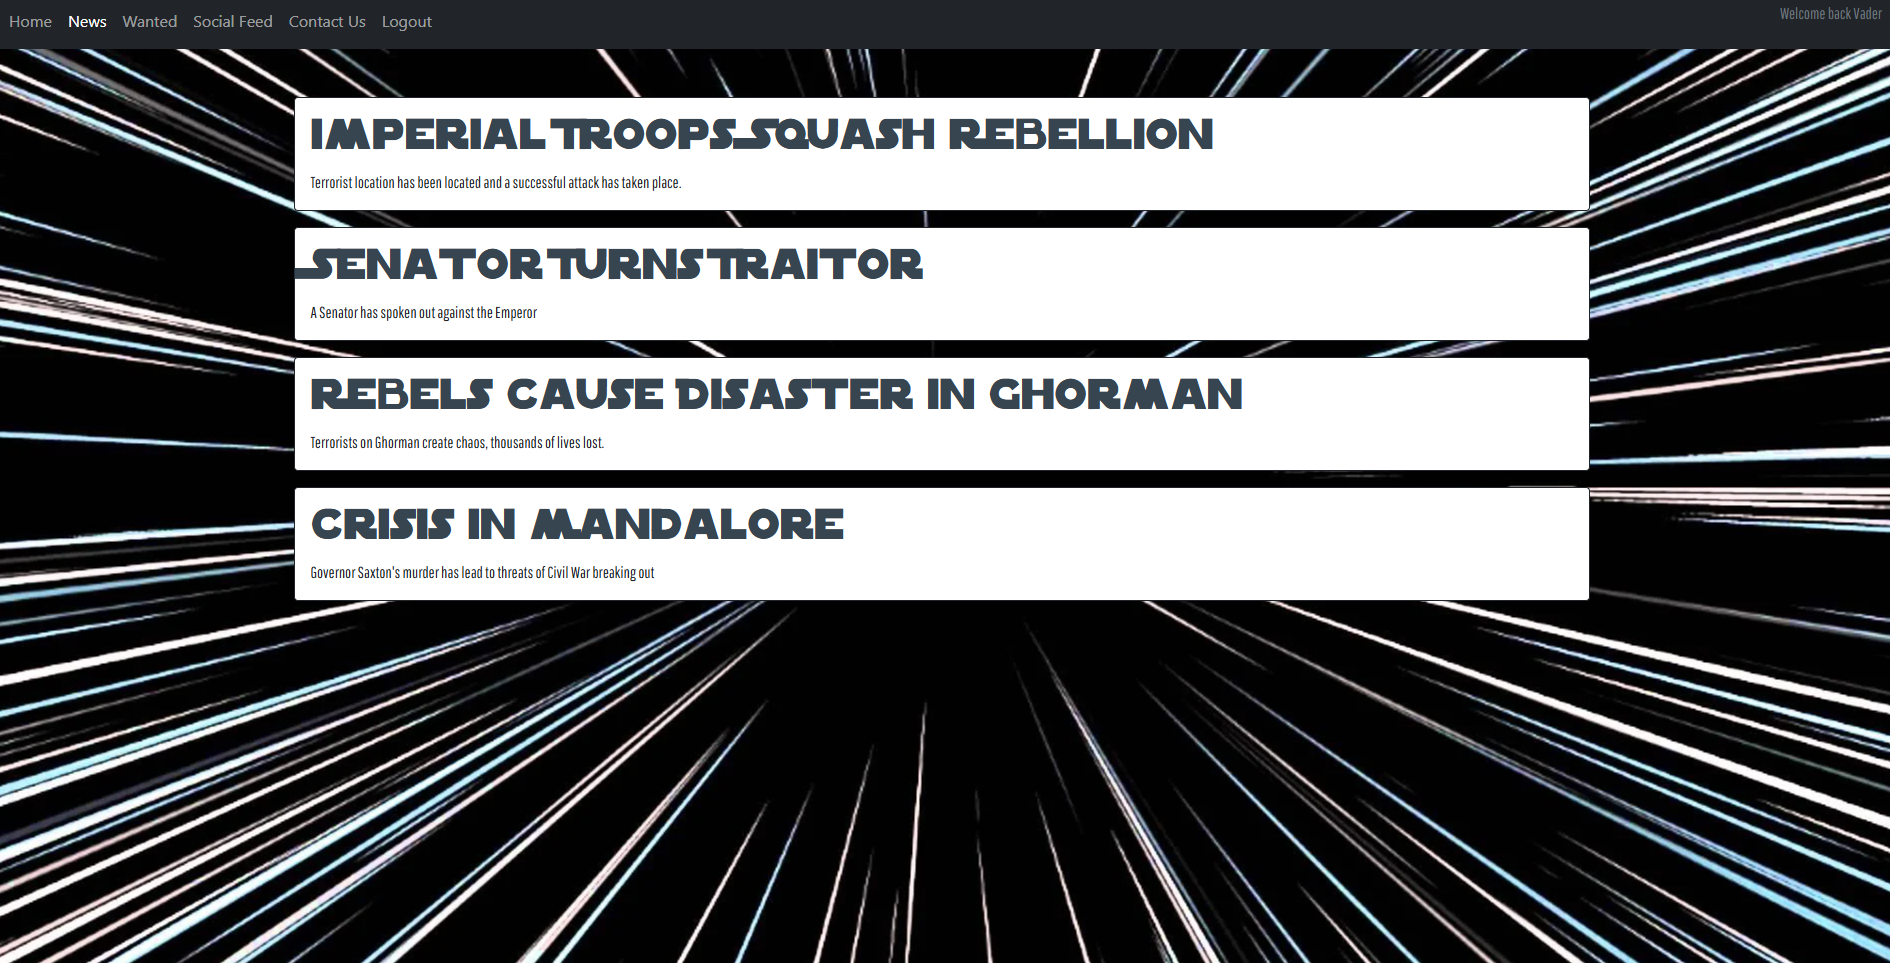 Home News Wanted Social Feed Contact Us Logout Welcome back Vader
IMPERIAL TROOPS SQUASH REBELLION
Terrorist location has been located and a successful attack has taken place.
SENATOR TURNS TRAITOR
A Senator has spoken out against the Emperor
REBELS CAUSE DISASTER IN GHORMAN
Terrorists on Ghorman create chaos, thousands of lives lost.
CRISIS IN MANDALORE
Governor Saxton's murder has lead to threats of Civil War breaking out